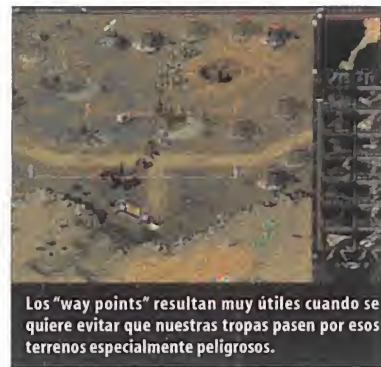 Los "way points" resultan muy útiles cuando se
quiere evitar que nuestras tropas pasen por esos
terrenos especialmente peligrosos.